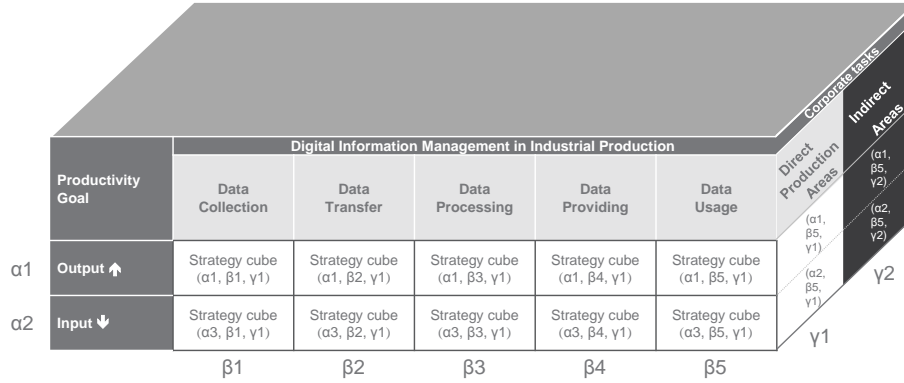 Corporate tasks
Indirect
Areas
Digital Information Management in Industrial Production
Direct
Production
Areas
Productivity
Goal
Data
Collection
Data
Transfer
Data
Processing
Data
Providing
Data
Usage
(α1,
β5,
γ2)
(α2,
β5,
γ2)
(α1,
β5,
γ1)
(α2,
β5,
γ1)
γ2
γ1
α1
Output 🡹
Strategy cube
(α1, β1, γ1)
Strategy cube
(α1, β2, γ1)
Strategy cube
(α1, β3, γ1)
Strategy cube
(α1, β4, γ1)
Strategy cube
(α1, β5, γ1)
α2
Input 🡻
Strategy cube
(α3, β1, γ1)
Strategy cube
(α3, β2, γ1)
Strategy cube
(α3, β3, γ1)
Strategy cube
(α3, β4, γ1)
Strategy cube
(α3, β5, γ1)
β1
β2
β3
β4
β5